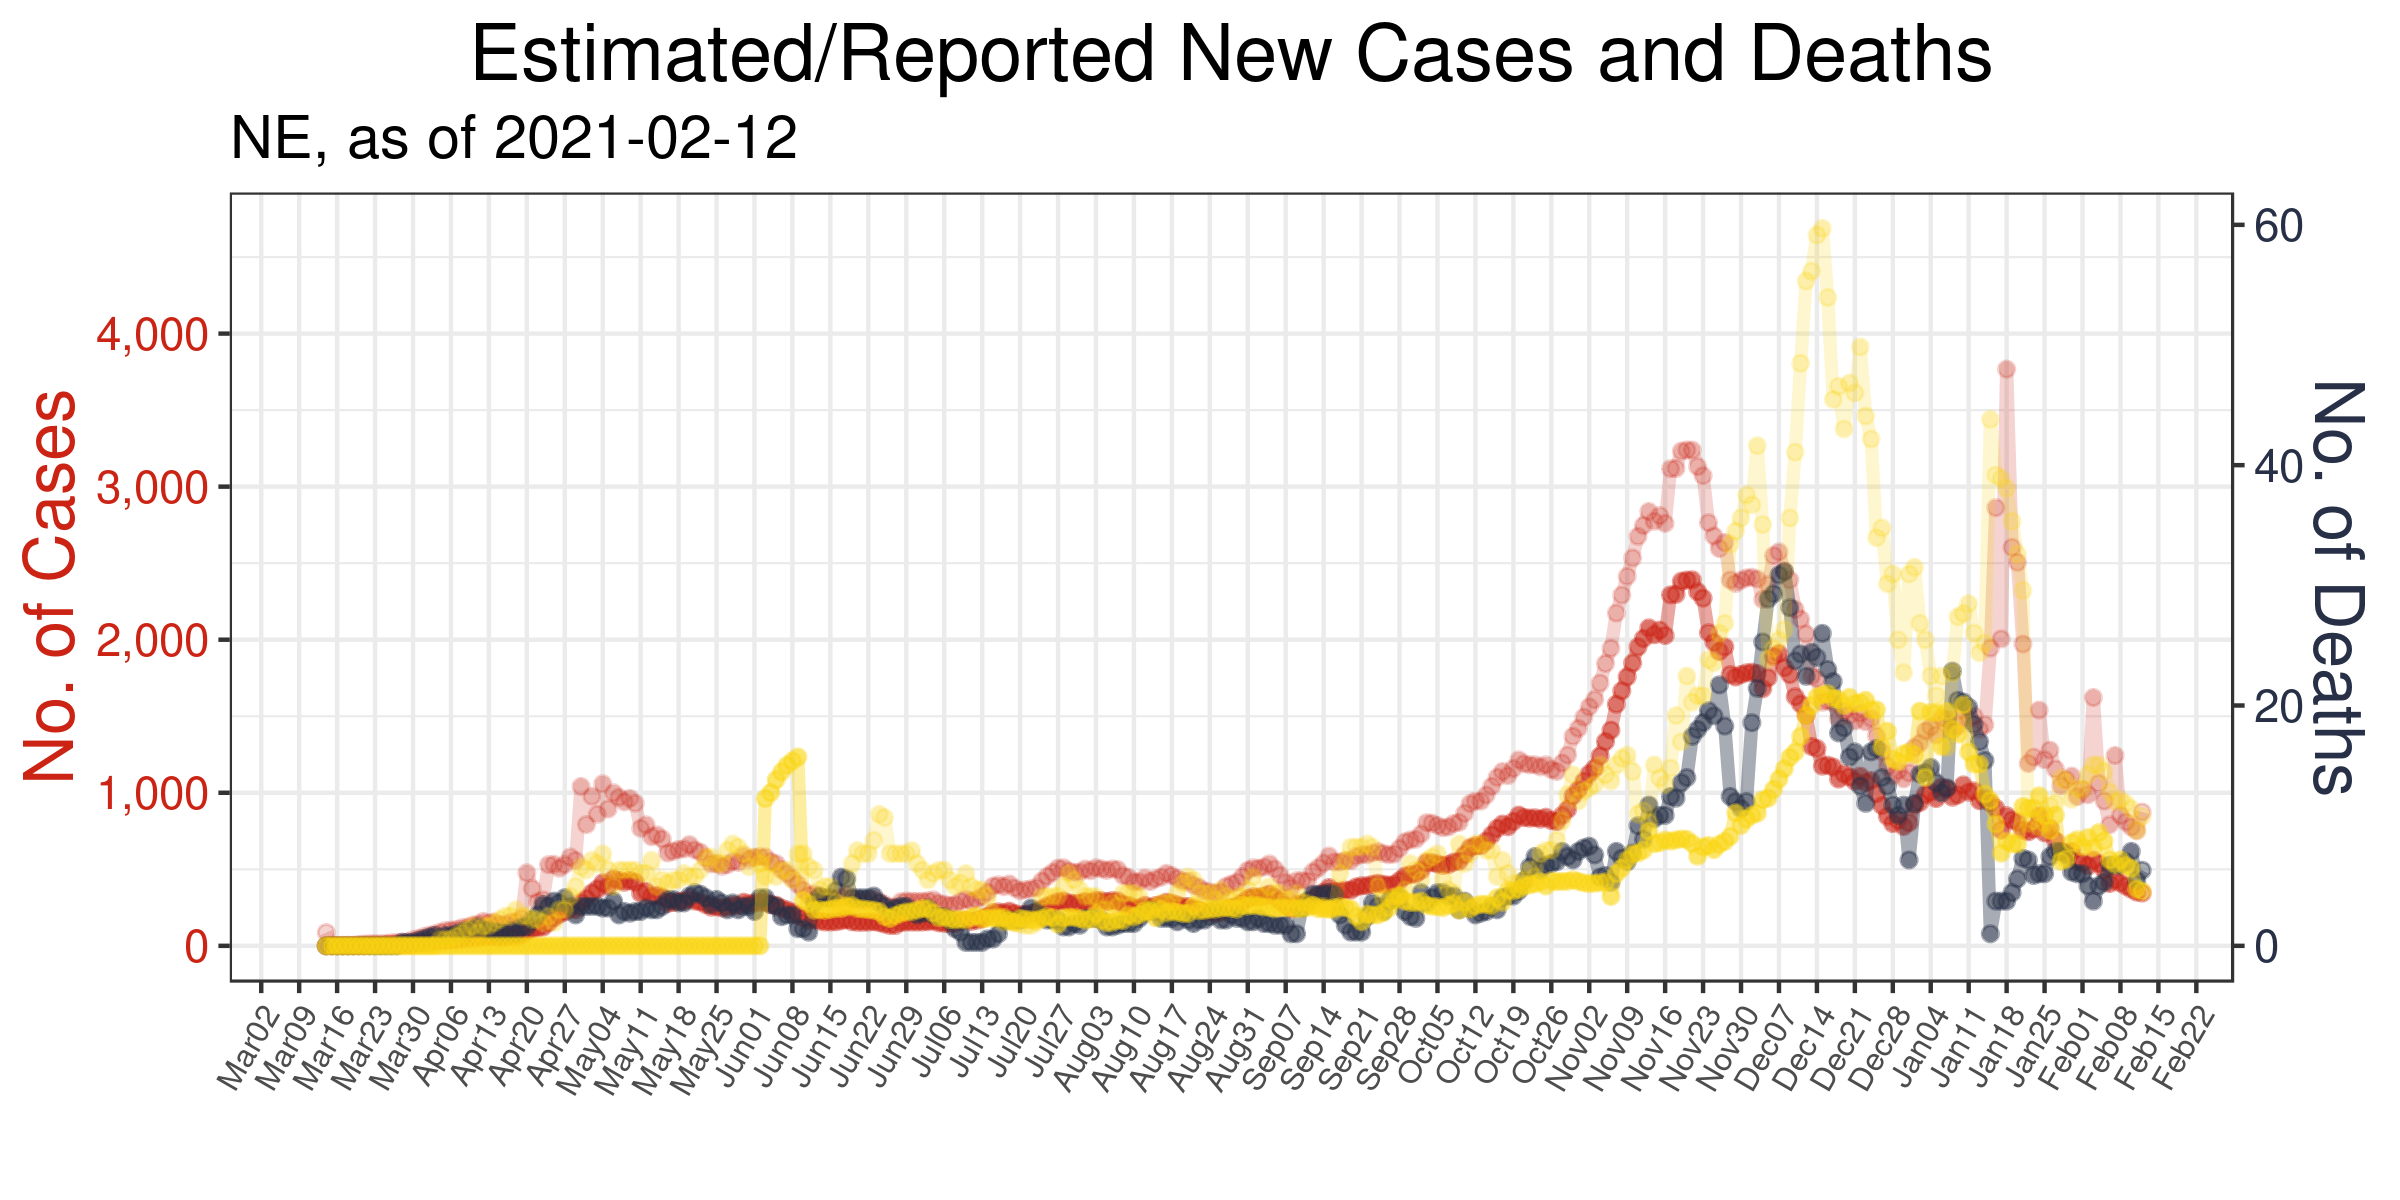 Estimated/Reported New Cases and Deaths
NE, as of 2021-02-12
No. of Cases
4,000
3,000
2,000
1,000
0
60
40
20
0
No. of Deaths
Mar02
Mar09
Mar16
Mar23
Mar30
Apr06
Apr13
Apr20
Apr27
May04
May11
May18
May25
Jun01
Jun08
Jun15
Jun22
Jun29
Jul06
Jul13
Jul20
Jul27
Aug03
Aug10
Aug17
Aug24
Aug31
Sep07
Sep14
Sep21
Sep28
Oct05
Oct12
Oct19
Oct26
Nov02
Nov09
Nov16
Nov23
Nov30
Dec07
Dec14
Dec21
Dec28
Jan04
Jan11
Jan18
Jan25
Feb01
Feb08
Feb15
Feb22